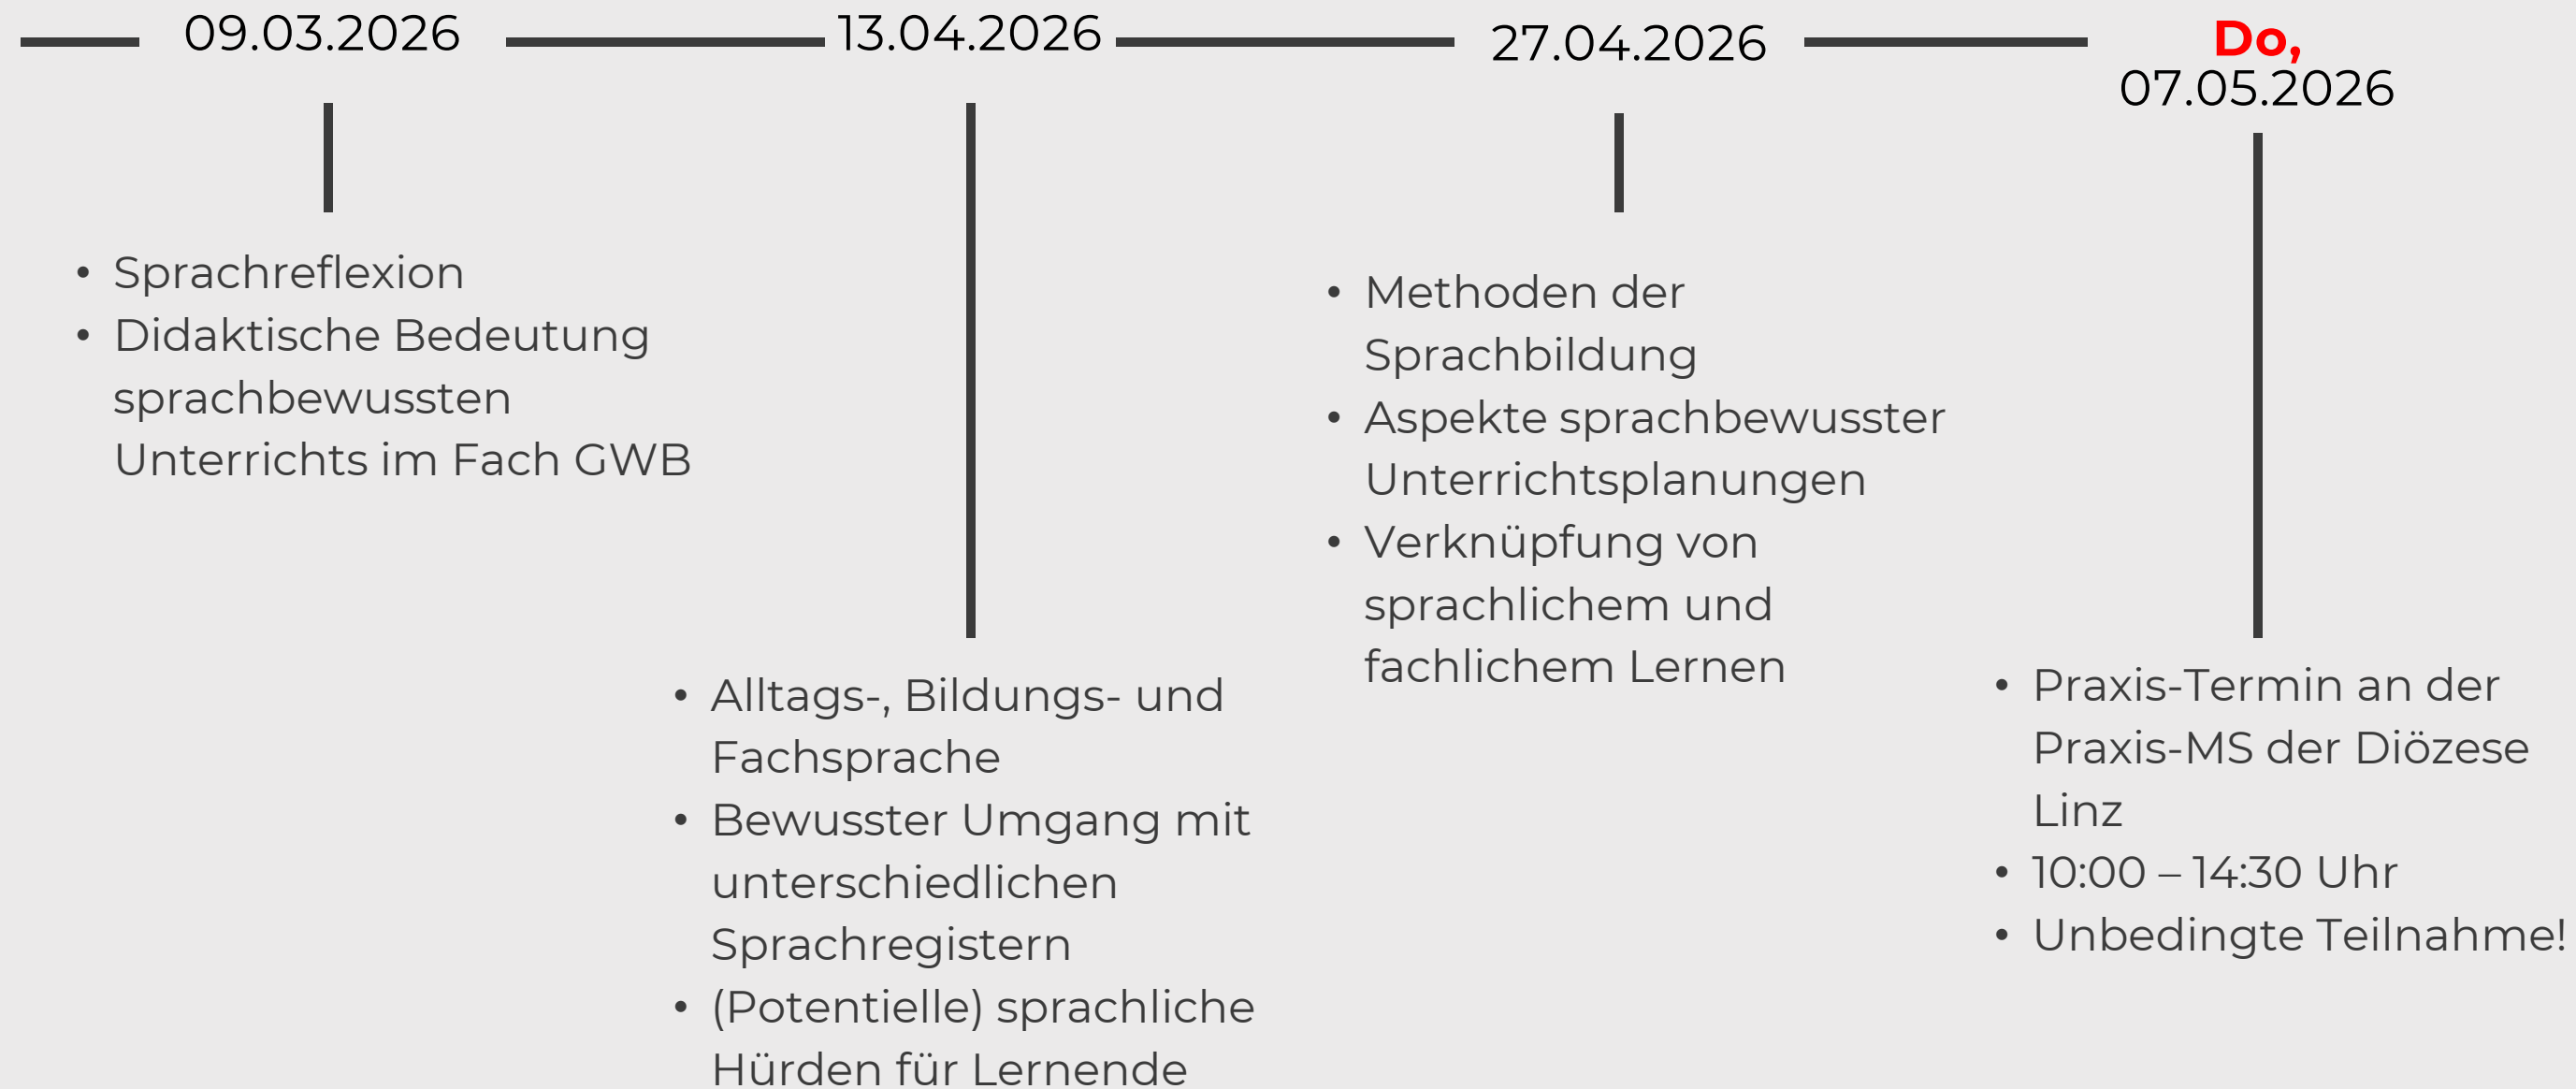 09.03.2026
13.04.2026
27.04.2026
Do,
07.05.2026
• Sprachreflexion
• Didaktische Bedeutung
sprachbewussten
Unterrichts im Fach GWB
• Alltags-, Bildungs- und
Fachsprache
• Bewusster Umgang mit
unterschiedlichen
Sprachregistern
• (Potentielle) sprachliche
Hürden für Lernende
• Methoden der
Sprachbildung
• Aspekte sprachbewusster
Unterrichtsplanungen
• Verknüpfung von
sprachlichem und
fachlichem Lernen
• Praxis-Termin an der
Praxis-MS der Diözese
Linz
• 10:00 – 14:30 Uhr
• Unbedingte Teilnahme!